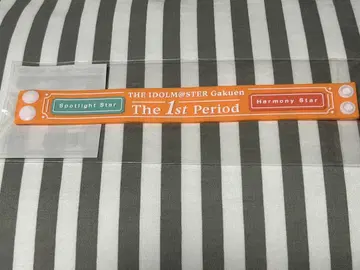 THE IDOLM@STER Gakuen
Spotlight Star
The 1st Period
Harmony Star